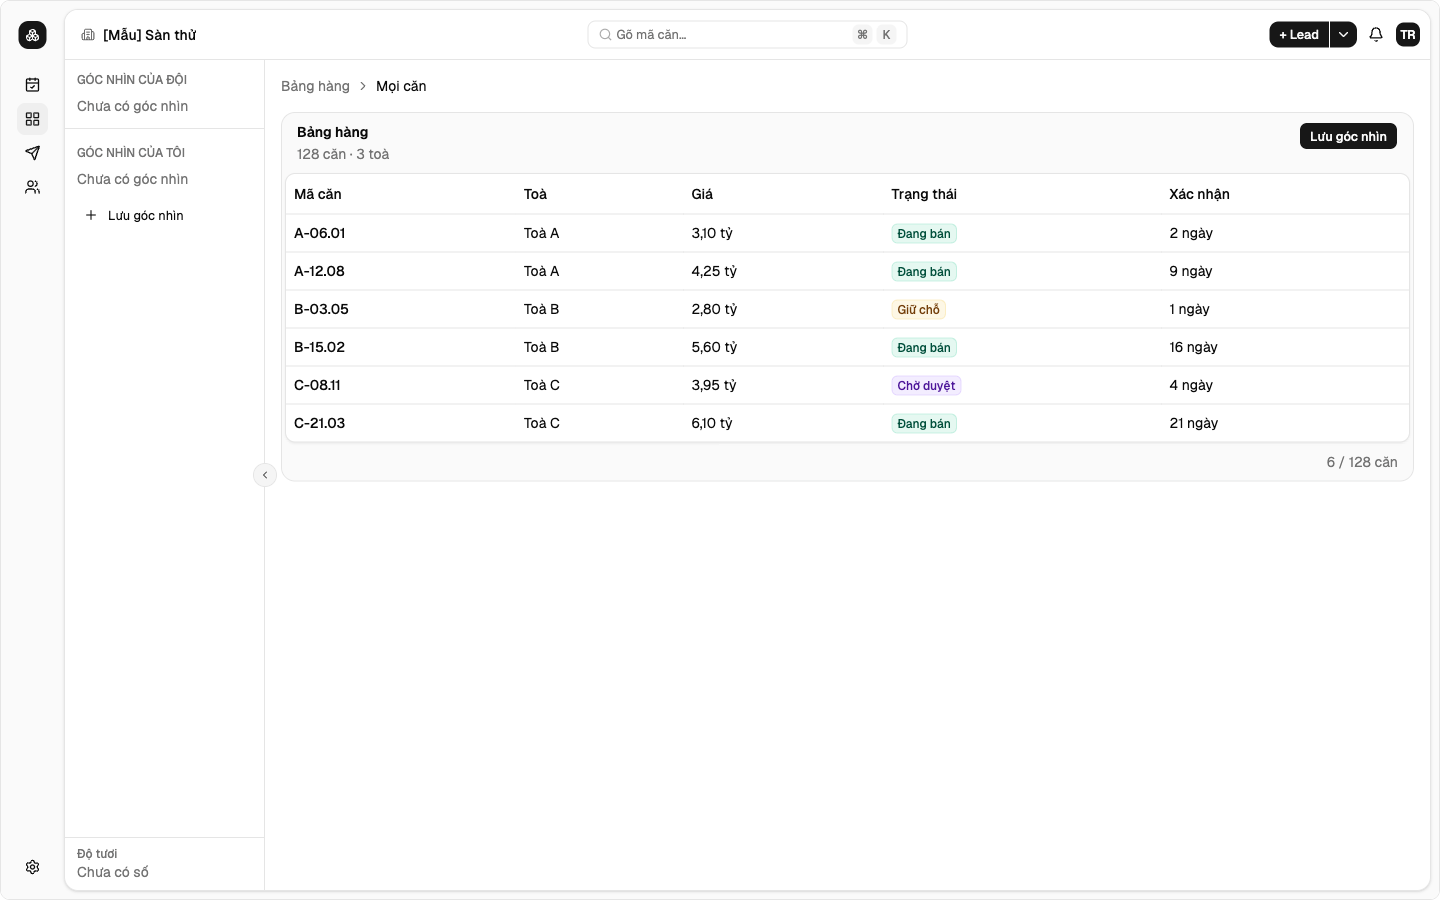 [Mẫu] Sàn thử
Gõ mã căn...
⌘ K
+ Lead
TR
GÓC NHÌN CỦA ĐỘI
Chưa có góc nhìn
GÓC NHÌN CỦA TÔI
Chưa có góc nhìn
+ Lưu góc nhìn
Độ tươi
Chưa có số
Bảng hàng > Mọi căn
Bảng hàng
128 căn · 3 toà
Lưu góc nhìn
Mã căn Toà Giá Trạng thái Xác nhận
A-06.01 Toà A 3,10 tỷ Đang bán 2 ngày
A-12.08 Toà A 4,25 tỷ Đang bán 9 ngày
B-03.05 Toà B 2,80 tỷ Giữ chỗ 1 ngày
B-15.02 Toà B 5,60 tỷ Đang bán 16 ngày
C-08.11 Toà C 3,95 tỷ Chờ duyệt 4 ngày
C-21.03 Toà C 6,10 tỷ Đang bán 21 ngày
6 / 128 căn